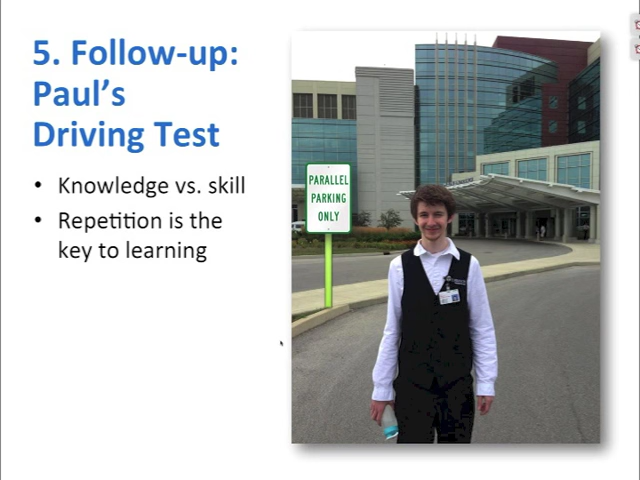 5. Follow-up:
Paul's
Driving Test
• Knowledge vs. skill
• Repetition is the
key to learning
PARALLEL
PARKING
ONLY